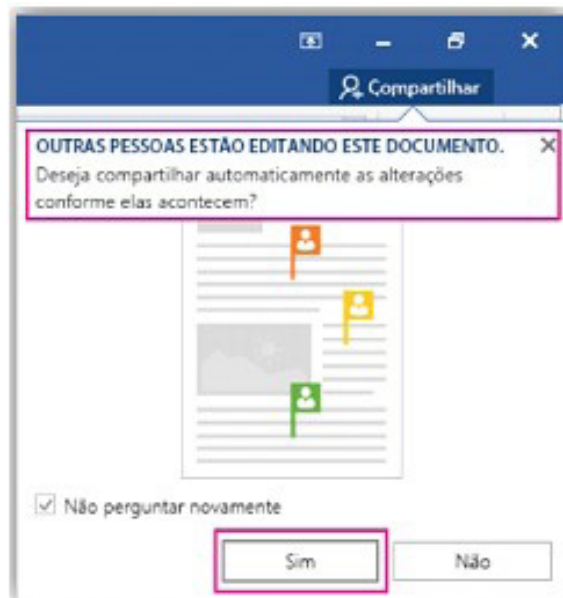 Compartilhar
OUTRAS PESSOAS ESTÃO EDITANDO ESTE DOCUMENTO.
Deseja compartilhar automaticamente as alterações
conforme elas acontecem?
Não perguntar novamente
Sim
Não